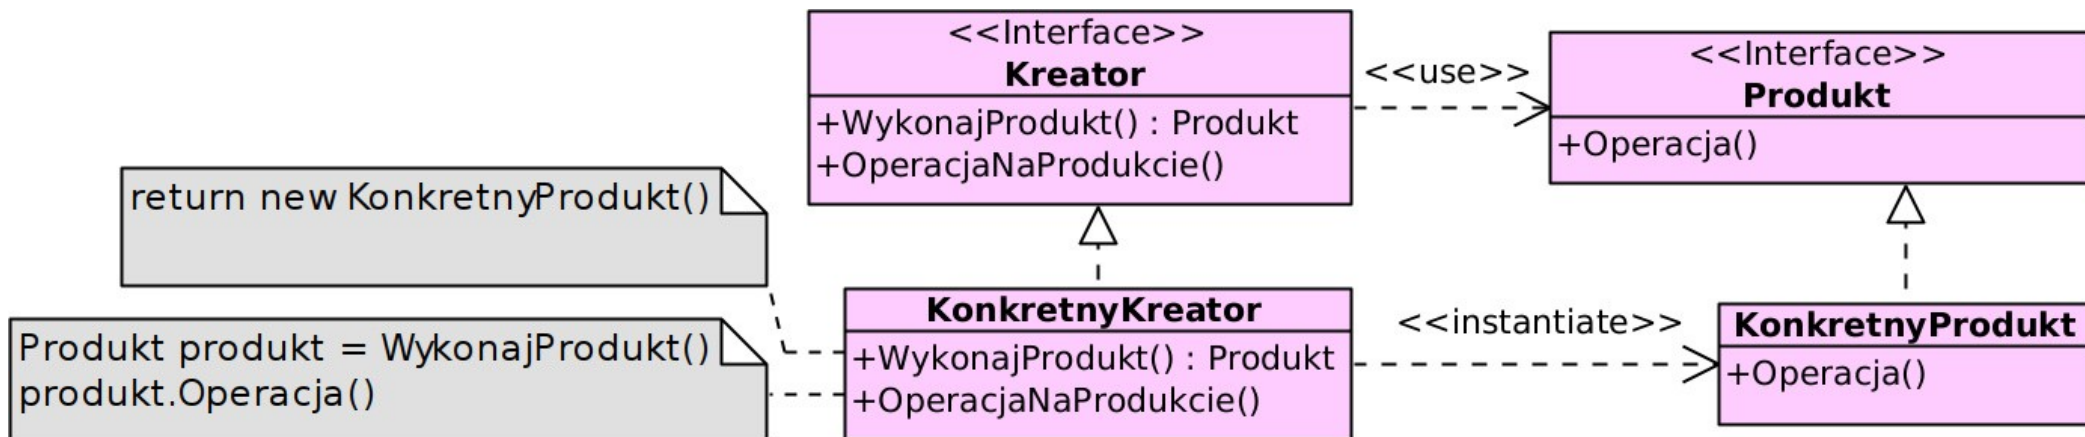 <<Interface>>
Kreator
+WykonajProdukt() : Produkt
+OperacjaNaProdukcie()
<<use>>
<<Interface>>
Produkt
+Operacja()
return new KonkretnyProdukt()
Produkt produkt = WykonajProdukt()
produkt.Operacja()
KonkretnyKreator
+WykonajProdukt() : Produkt
+OperacjaNaProdukcie()
<<instantiate>>
KonkretnyProdukt
+Operacja()